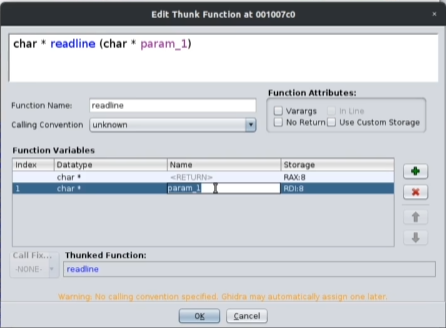 Edit Thunk Function at 001007c0
char * readline (char * param_1)
Function Name: readline
Calling Convention unknown
Function Attributes:
Varargs In Line
No Return Use Custom Storage
Function Variables
Index Datatype Name Storage
char * <RETURN> RAX:8
1 char * param_1 RDI:8
Call Fix... Thunked Function:
-NONE- readline
Warning: No calling convention specified. Ghidra may automatically assign one later.
OK Cancel